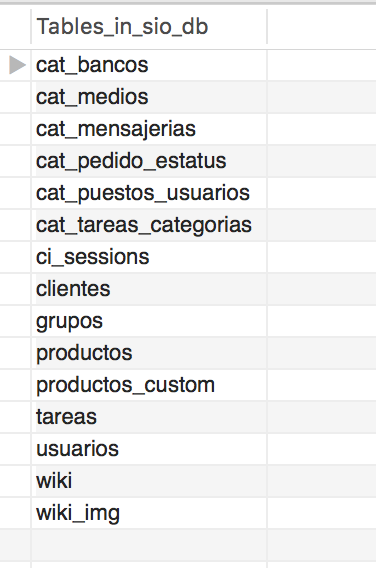 Tables_in_sio_db
cat_bancos
cat_medios
cat_mensajerias
cat_pedido_estatus
cat_puestos_usuarios
cat_tareas_categorias
ci_sessions
clientes
grupos
productos
productos_custom
tareas
usuarios
wiki
wiki_img